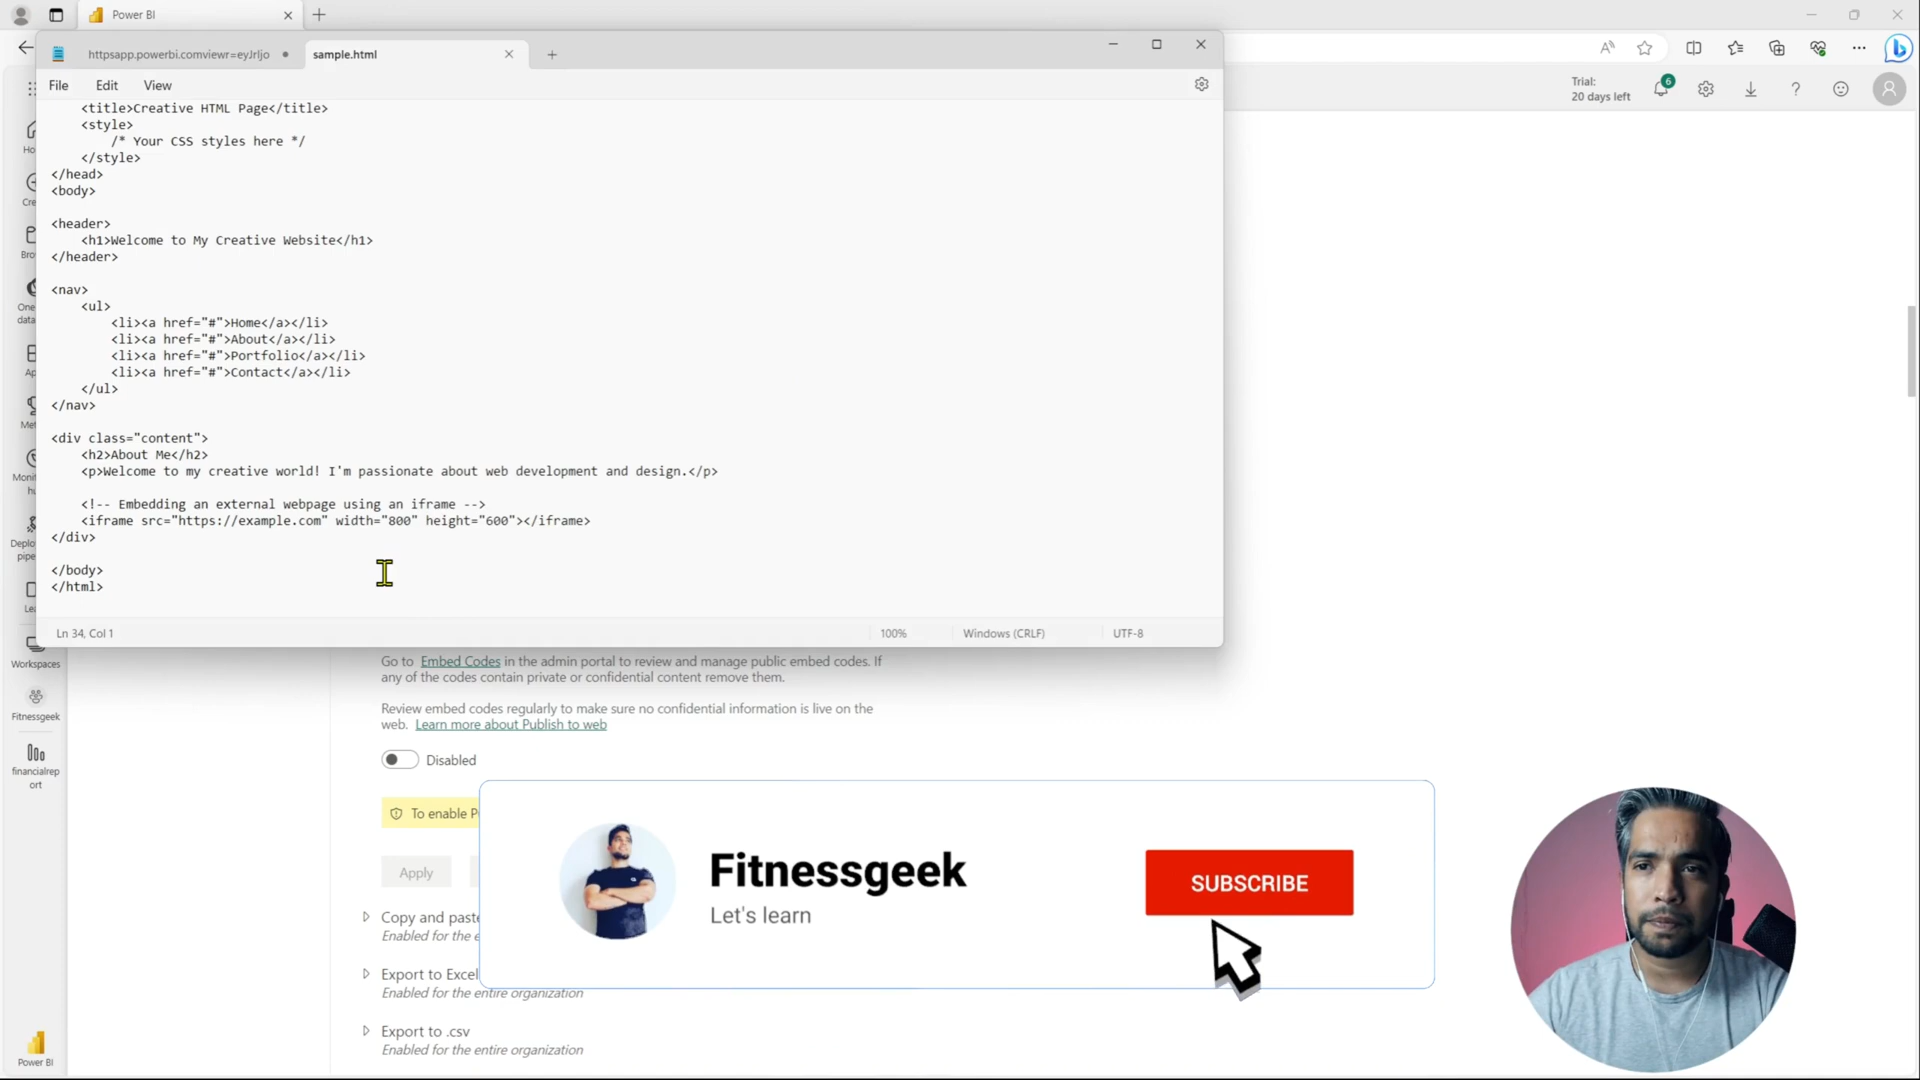 Power BI
httpsapp.powerbi.comviewr=eyJrIjo
sample.html
File
Edit
View
Trial:
20 days left
6
<title>Creative HTML Page</title>
<style>
/* Your CSS styles here */
</style>
</head>
<body>
<header>
<h1>Welcome to My Creative Website</h1>
</header>
<nav>
<ul>
<li><a href="#">Home</a></li>
<li><a href="#">About</a></li>
<li><a href="#">Portfolio</a></li>
<li><a href="#">Contact</a></li>
</ul>
</nav>
<div class="content">
<h2>About Me</h2>
<p>Welcome to my creative world! I'm passionate about web development and design.</p>
<!-- Embedding an external webpage using an iframe -->
<iframe src="https://example.com" width="800" height="600"></iframe>
</div>
</body>
</html>
Ln 34, Col 1
100%
Windows (CRLF)
UTF-8
Workspaces
Fitnessgeek
financialrep
ort
Power BI
Go to Embed Codes in the admin portal to review and manage public embed codes. If
any of the codes contain private or confidential content remove them.
Review embed codes regularly to make sure no confidential information is live on the
web. Learn more about Publish to web
Disabled
To enable P
Apply
Copy and paste
Enabled for the e
Export to Excel
Enabled for the entire organization
Export to .csv
Enabled for the entire organization
Fitnessgeek
Let's learn
SUBSCRIBE